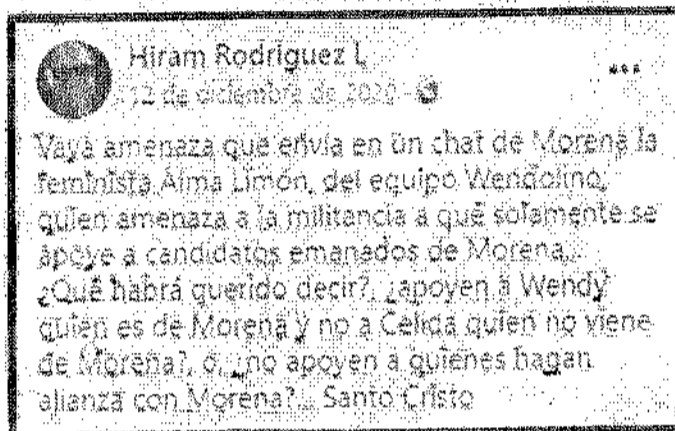 Hiram Rodriguez L
12 de diciembre de 2020
Vaya amenaza que envía en un chat de Morena la
feminista Alma Limón, del equipo Wendolino,
quien amenaza a la militancia a que solamente se
apoye a candidatos emanados de Morena,
¿Qué habrá querido decir?, ¿apoyen a Wendy
quien es de Morena y no a Célida quien no viene
de Morena?, o, ¿no apoyen a quienes hagan
alianza con Morena?... Santo Cristo